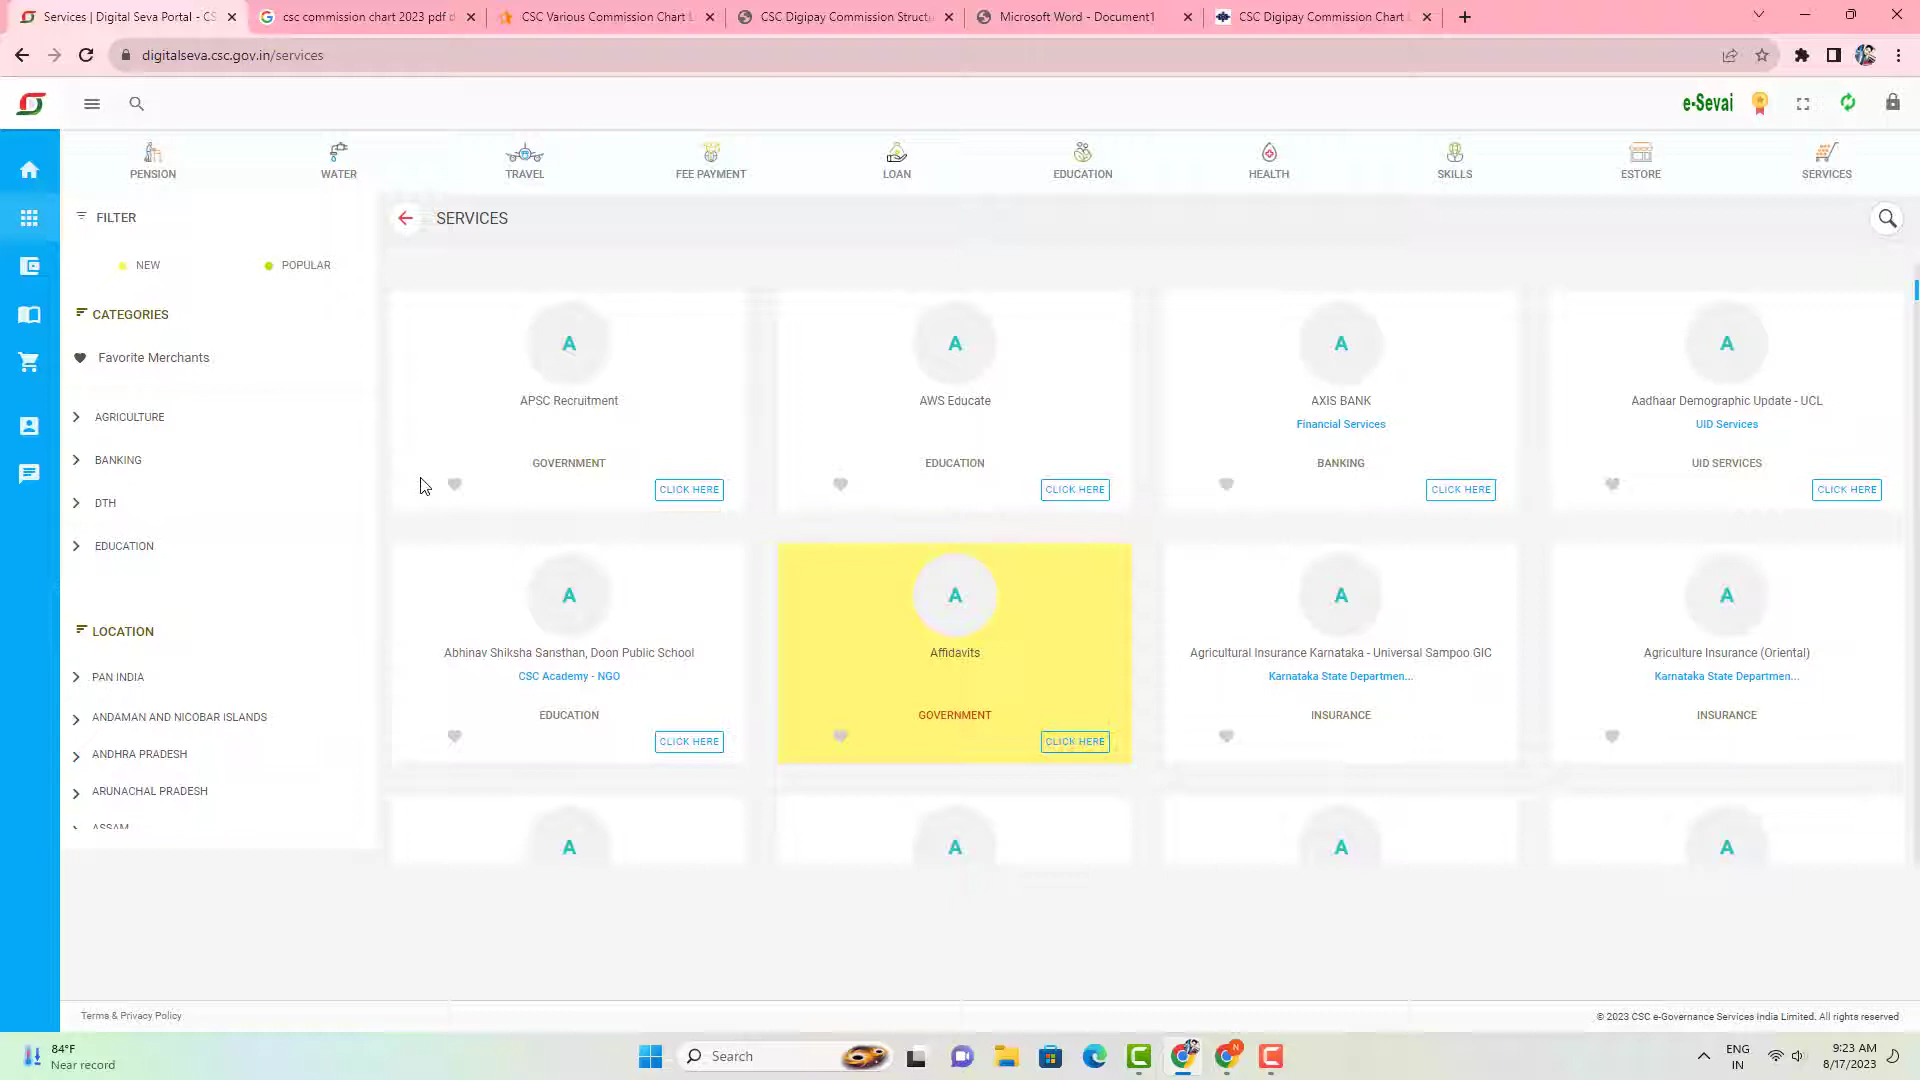 Services | Digital Seva Portal - CS
csc commission chart 2023 pdf d
CSC Various Commission Chart L
CSC Digipay Commission Structu
Microsoft Word - Document1
CSC Digipay Commission Chart L
digitalseva.csc.gov.in/services
e-Sevai
PENSION
WATER
TRAVEL
FEE PAYMENT
LOAN
EDUCATION
HEALTH
SKILLS
ESTORE
SERVICES
FILTER
NEW
POPULAR
CATEGORIES
Favorite Merchants
AGRICULTURE
BANKING
DTH
EDUCATION
LOCATION
PAN INDIA
ANDAMAN AND NICOBAR ISLANDS
ANDHRA PRADESH
ARUNACHAL PRADESH
ASSAM
SERVICES
A
APSC Recruitment
GOVERNMENT
CLICK HERE
A
AWS Educate
EDUCATION
CLICK HERE
A
AXIS BANK
Financial Services
BANKING
CLICK HERE
A
Aadhaar Demographic Update - UCL
UID Services
UID SERVICES
CLICK HERE
A
Abhinav Shiksha Sansthan, Doon Public School
CSC Academy - NGO
EDUCATION
CLICK HERE
A
Affidavits
GOVERNMENT
CLICK HERE
A
Agricultural Insurance Karnataka - Universal Sampoo GIC
Karnataka State Departmen...
INSURANCE
A
Agriculture Insurance (Oriental)
Karnataka State Departmen...
INSURANCE
A
A
A
A
Terms & Privacy Policy
© 2023 CSC e-Governance Services India Limited. All rights reserved
84°F
Near record
Search
ENG
IN
9:23 AM
8/17/2023